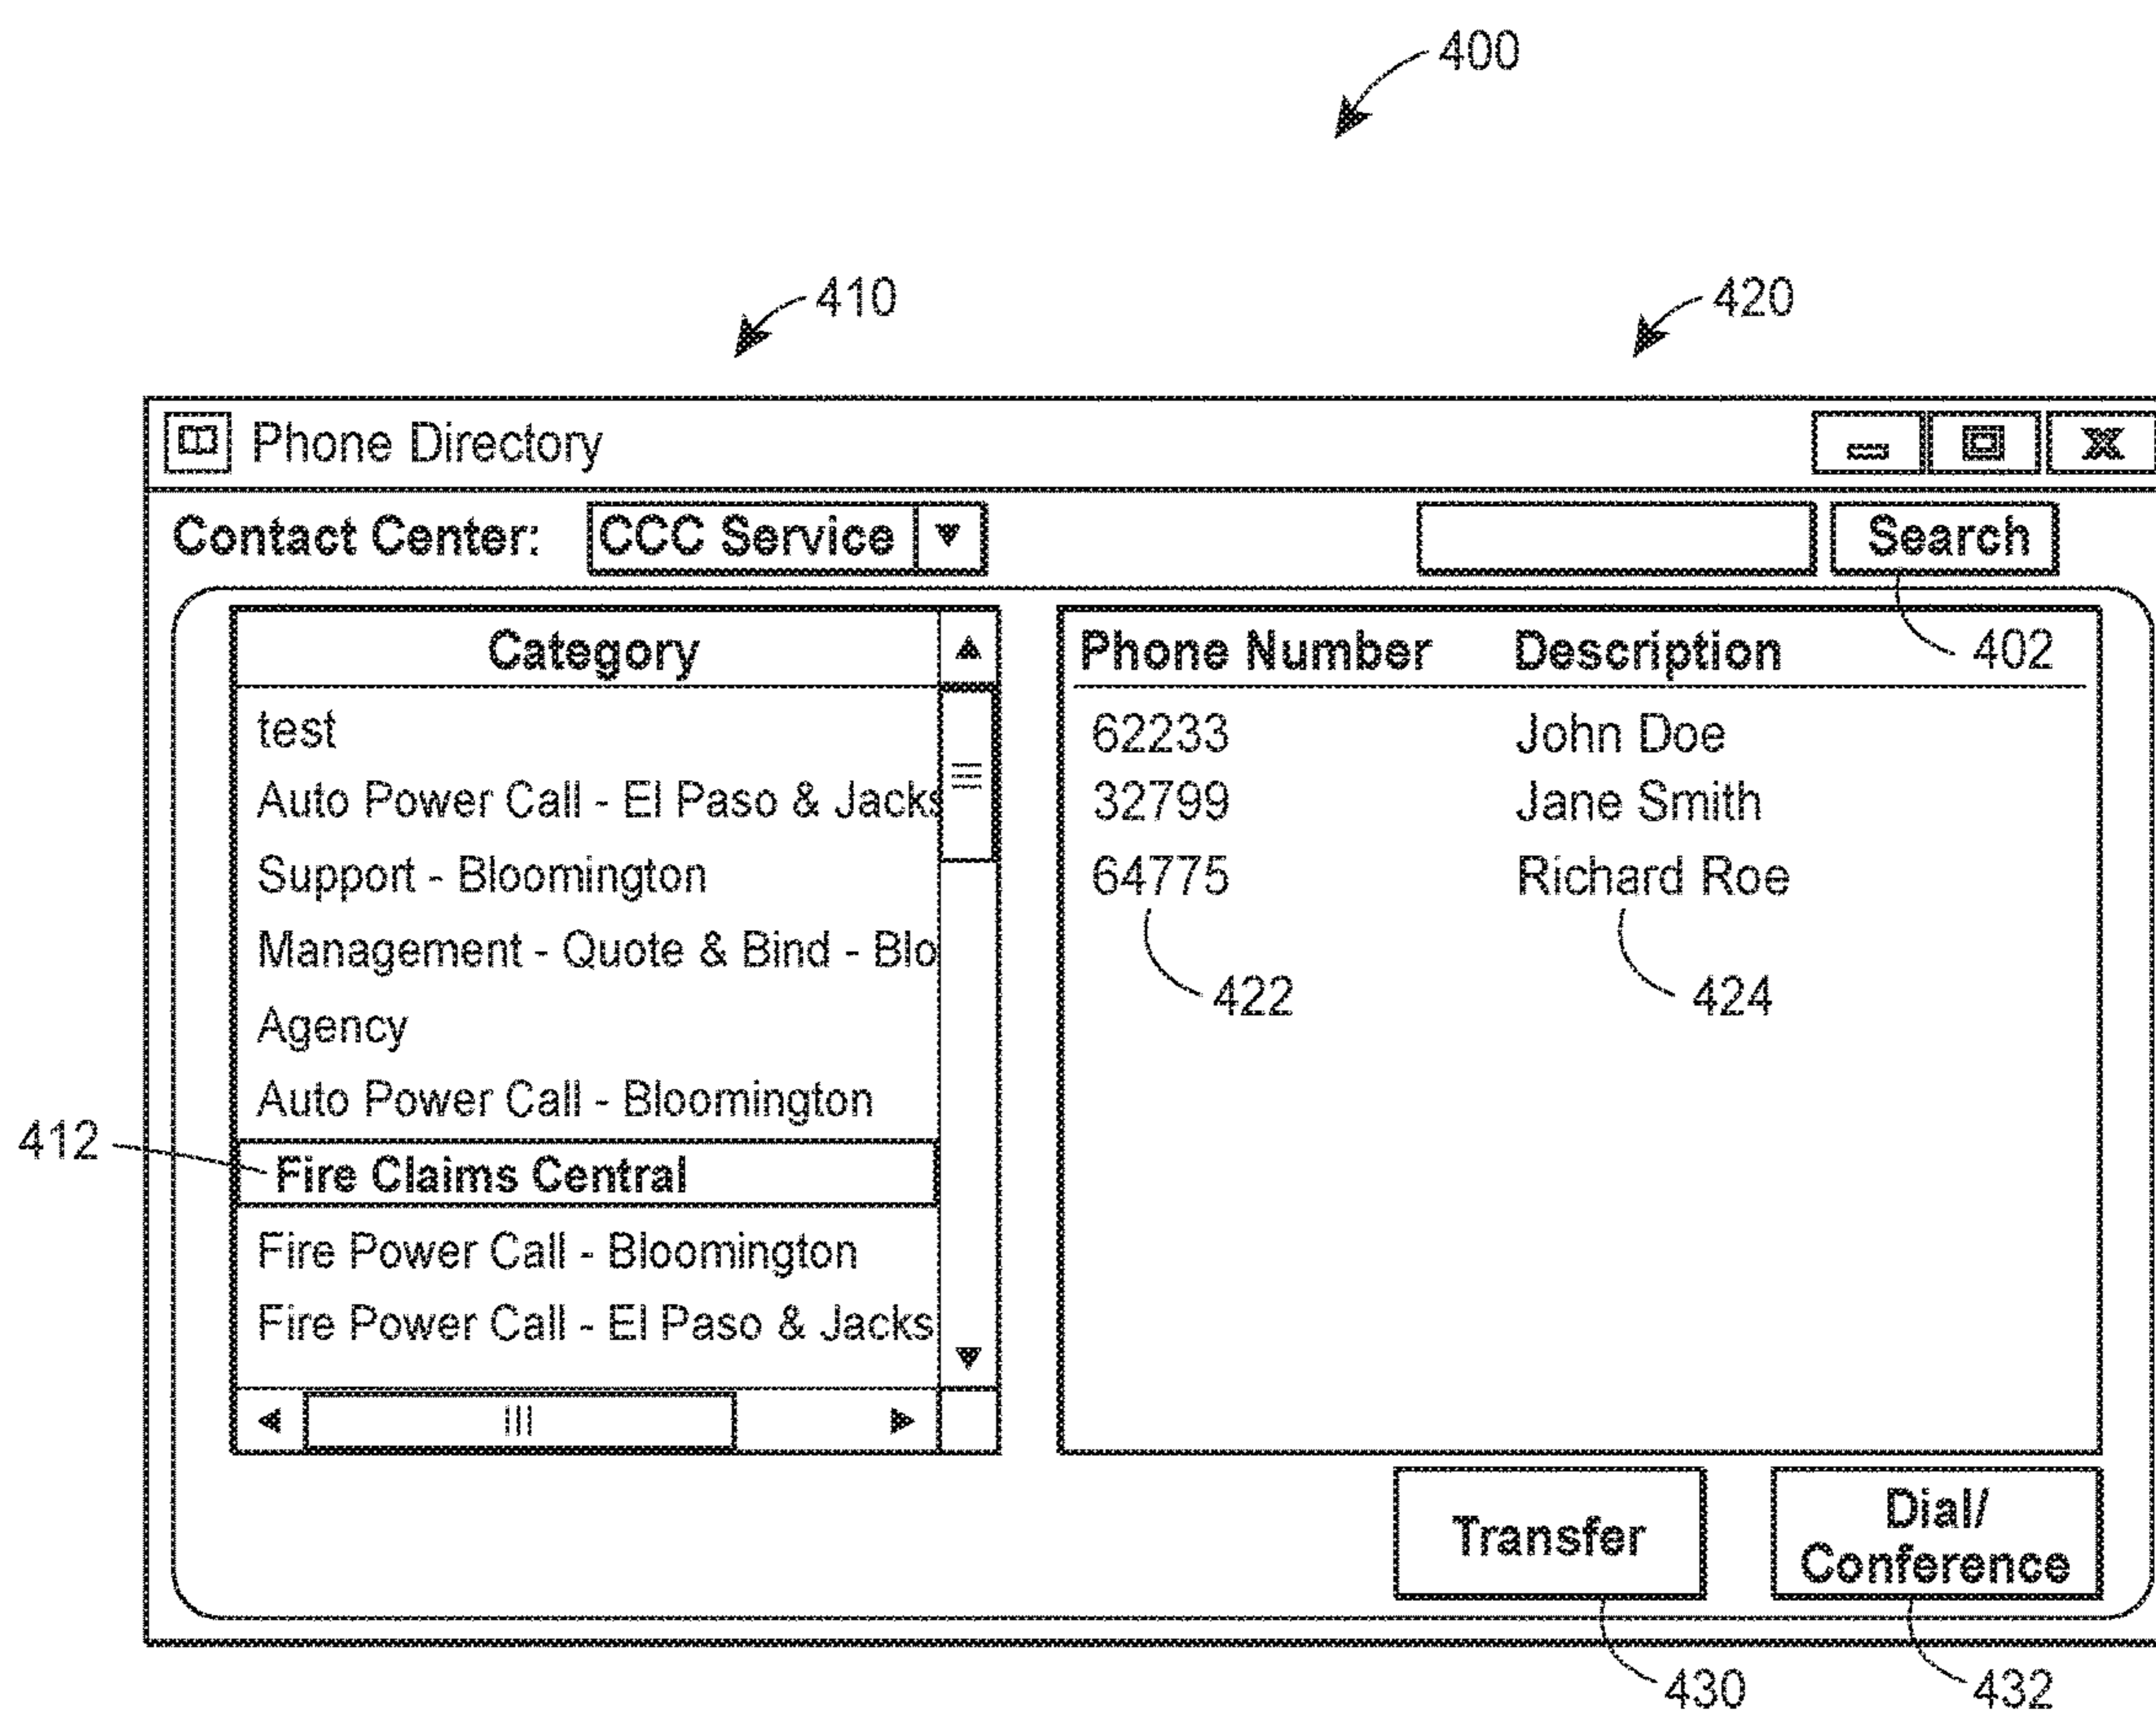 400
410
420
Phone Directory
Contact Center: CCC Service Search
402
Category
test
Auto Power Call - El Paso & Jacks
Support - Bloomington
Management - Quote & Bind - Blo
Agency
Auto Power Call - Bloomington
412
Fire Claims Central
Fire Power Call - Bloomington
Fire Power Call - El Paso & Jacks
Phone Number Description
62233 John Doe
32799 Jane Smith
64775 Richard Roe
422 424
Transfer
Dial/
Conference
430
432